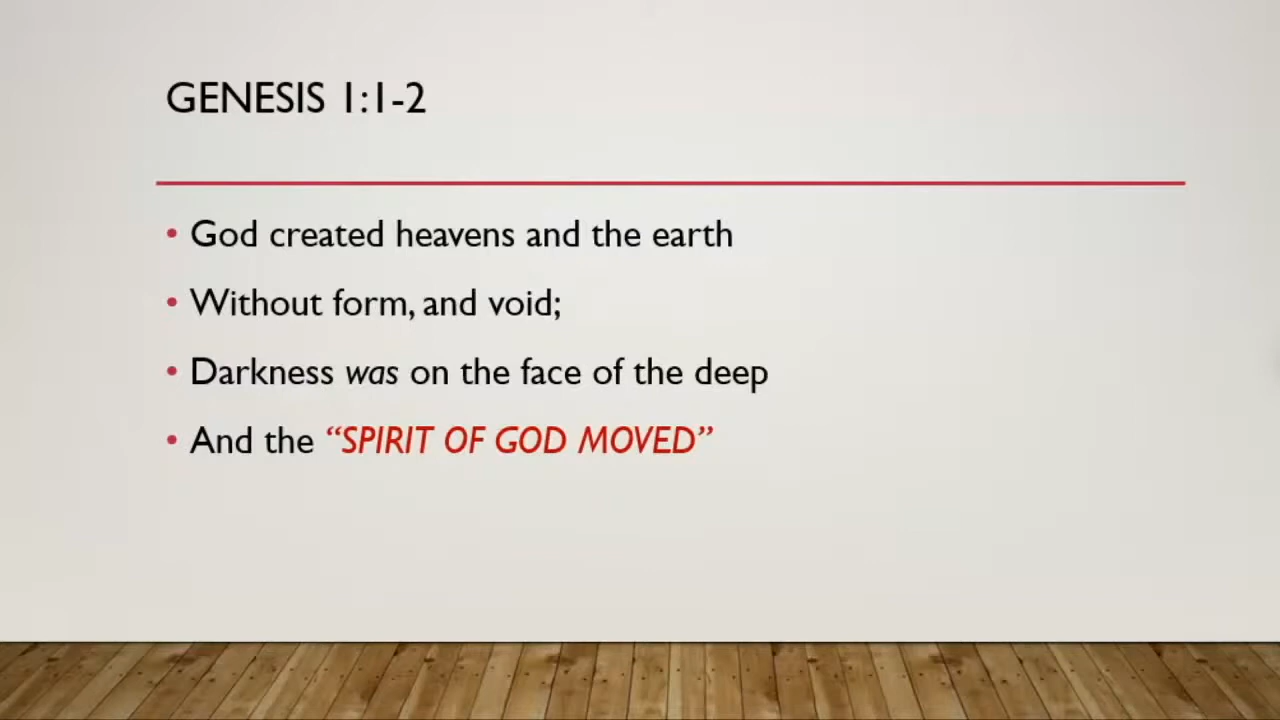 GENESIS 1:1-2
• God created heavens and the earth
• Without form, and void;
• Darkness was on the face of the deep
• And the “SPIRIT OF GOD MOVED”